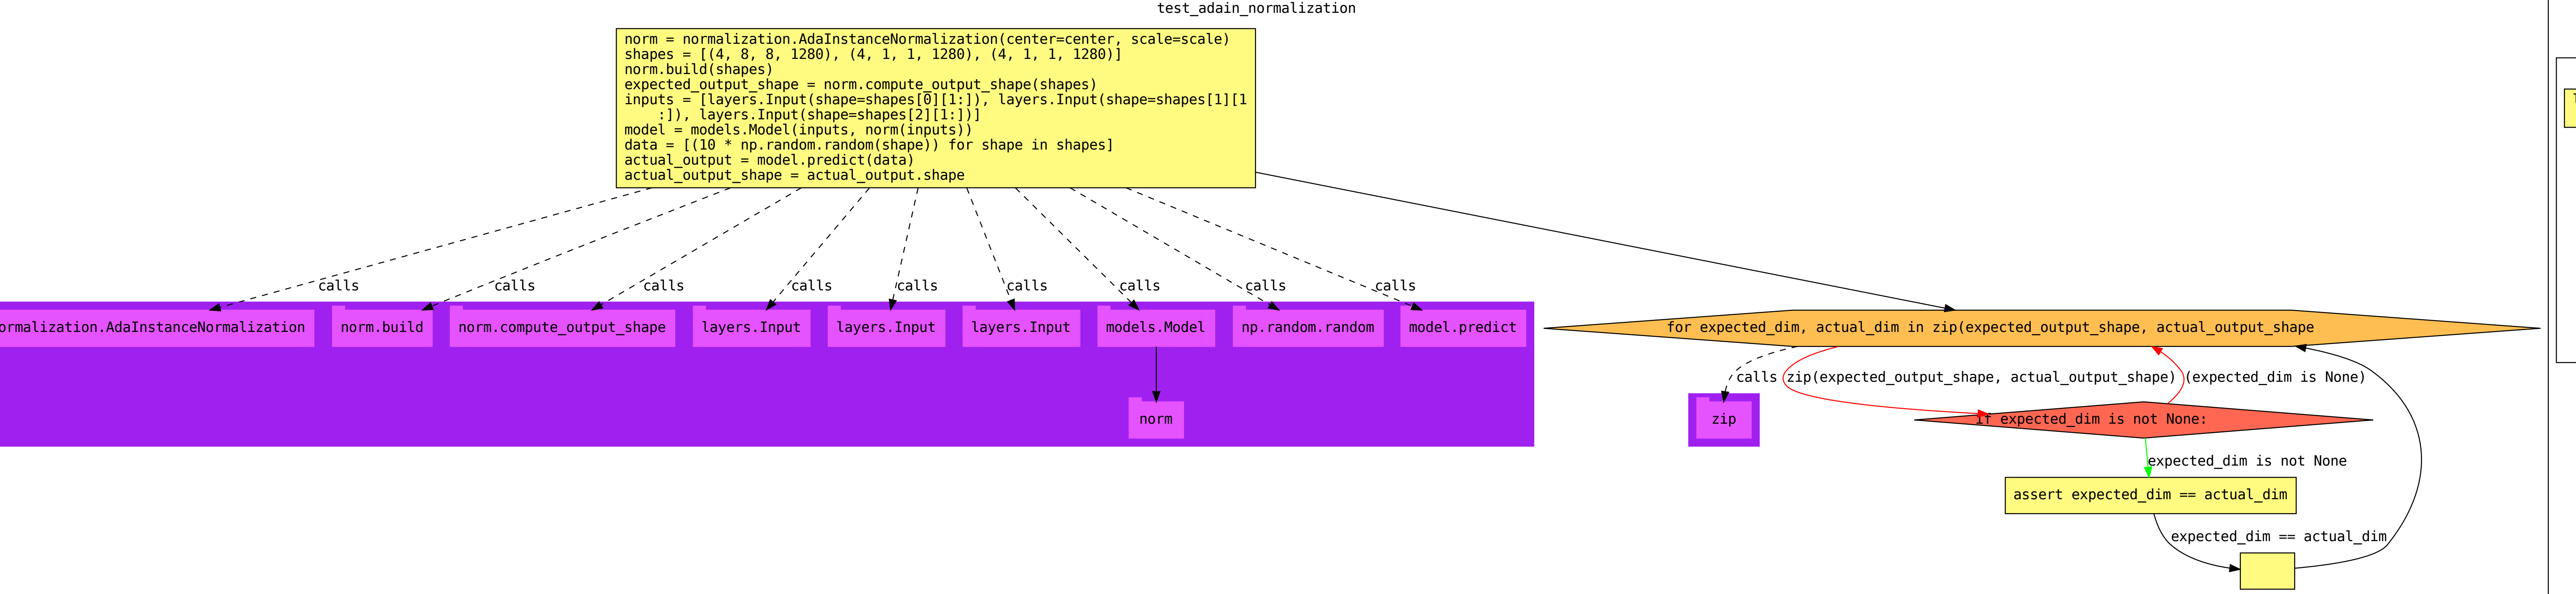 test_adain_normalization
norm = normalization.AdaInstanceNormalization(center=center, scale=scale)
shapes = [(4, 8, 8, 1280), (4, 1, 1, 1280), (4, 1, 1, 1280)]
norm.build(shapes)
expected_output_shape = norm.compute_output_shape(shapes)
inputs = [layers.Input(shape=shapes[0][1:]), layers.Input(shape=shapes[1][1
:]), layers.Input(shape=shapes[2][1:])]
model = models.Model(inputs, norm(inputs))
data = [(10 * np.random.random(shape)) for shape in shapes]
actual_output = model.predict(data)
actual_output_shape = actual_output.shape
calls
calls
calls
calls
calls
calls
calls
calls
calls
ormalization.AdaInstanceNormalization
norm.build
norm.compute_output_shape
layers.Input
layers.Input
layers.Input
models.Model
np.random.random
model.predict
for expected_dim, actual_dim in zip(expected_output_shape, actual_output_shape
calls
zip(expected_output_shape, actual_output_shape)
(expected_dim is None)
norm
zip
if expected_dim is not None:
expected_dim is not None
assert expected_dim == actual_dim
expected_dim == actual_dim